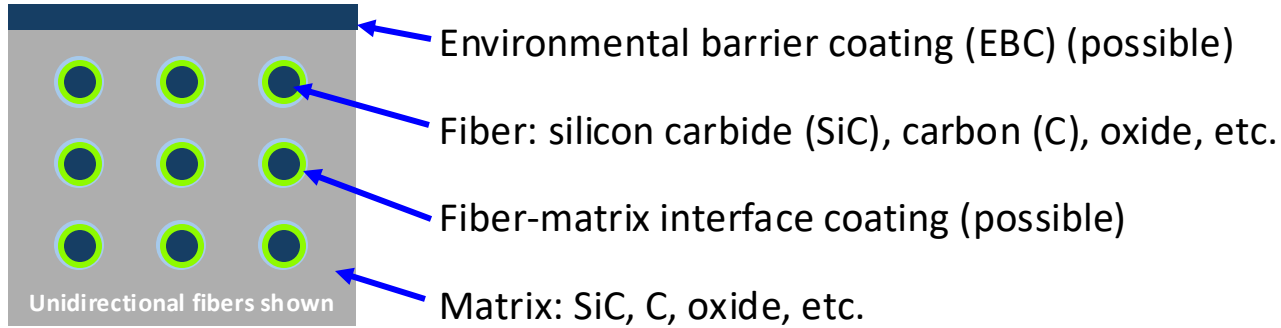 Environmental barrier coating (EBC) (possible)
Fiber: silicon carbide (SiC), carbon (C), oxide, etc.
Fiber-matrix interface coating (possible)
Unidirectional fibers shown
Matrix: SiC, C, oxide, etc.